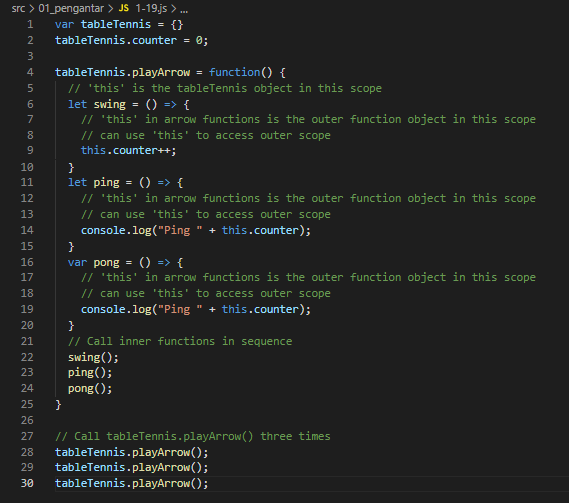 src > 01_pengantar > JS 1-19.js > ...
1 var tableTennis = {}
2 tableTennis.counter = 0;
3
4 tableTennis.playArrow = function() {
5   // 'this' is the tableTennis object in this scope
6   let swing = () => {
7     // 'this' in arrow functions is the outer function object in this scope
8     // can use 'this' to access outer scope
9     this.counter++;
10   }
11   let ping = () => {
12     // 'this' in arrow functions is the outer function object in this scope
13     // can use 'this' to access outer scope
14     console.log("Ping " + this.counter);
15   }
16   var pong = () => {
17     // 'this' in arrow functions is the outer function object in this scope
18     // can use 'this' to access outer scope
19     console.log("Ping " + this.counter);
20   }
21   // Call inner functions in sequence
22   swing();
23   ping();
24   pong();
25 }
26
27 // Call tableTennis.playArrow() three times
28 tableTennis.playArrow();
29 tableTennis.playArrow();
30 tableTennis.playArrow();